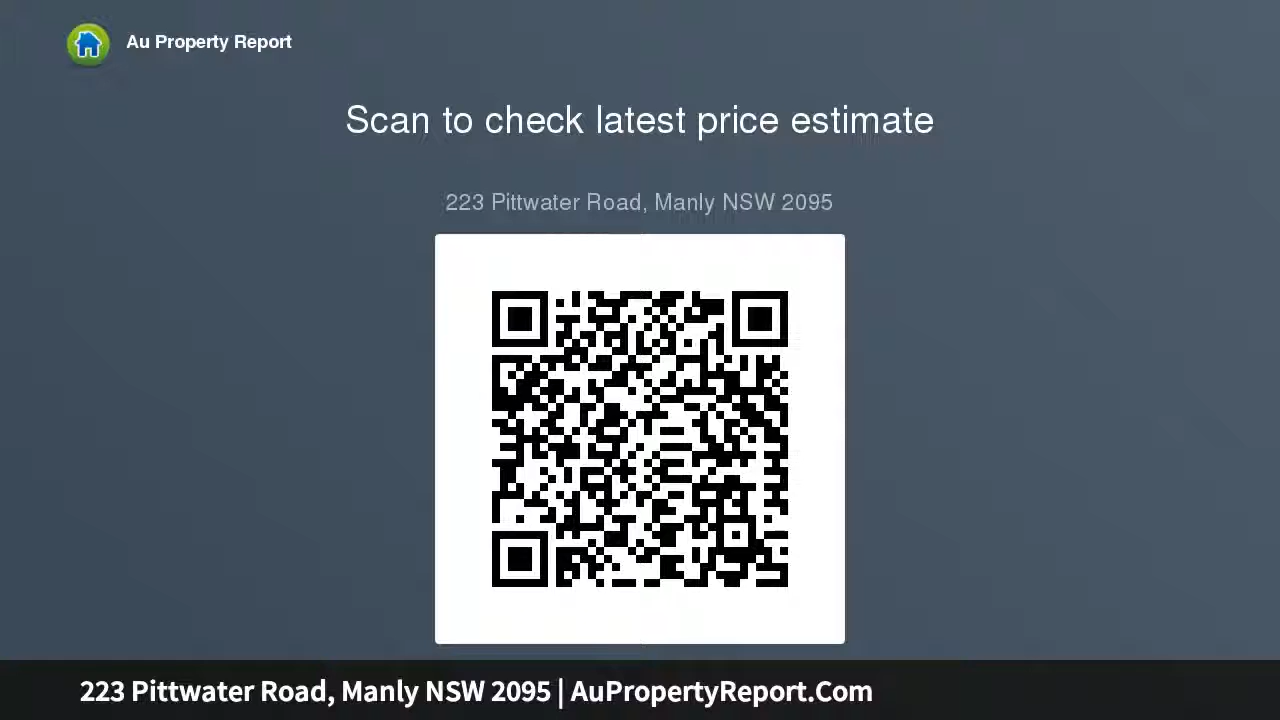 Au Property Report
Scan to check latest price estimate
223 Pittwater Road, Manly NSW 2095
223 Pittwater Road, Manly NSW 2095 | AuPropertyReport.Com